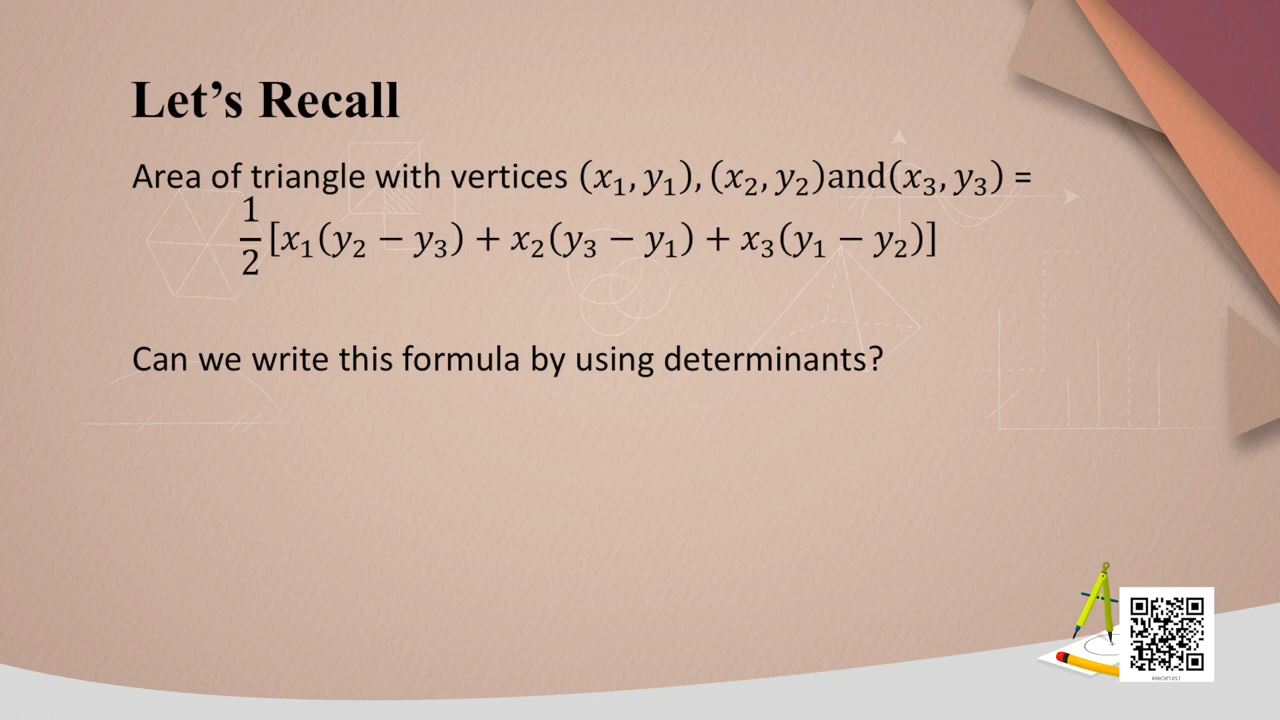 Let’s Recall
Area of triangle with vertices (x₁, y₁), (x₂, y₂)and(x₃, y₃) =
1/2 [x₁(y₂ − y₃) + x₂(y₃ − y₁) + x₃(y₁ − y₂)]
Can we write this formula by using determinants?